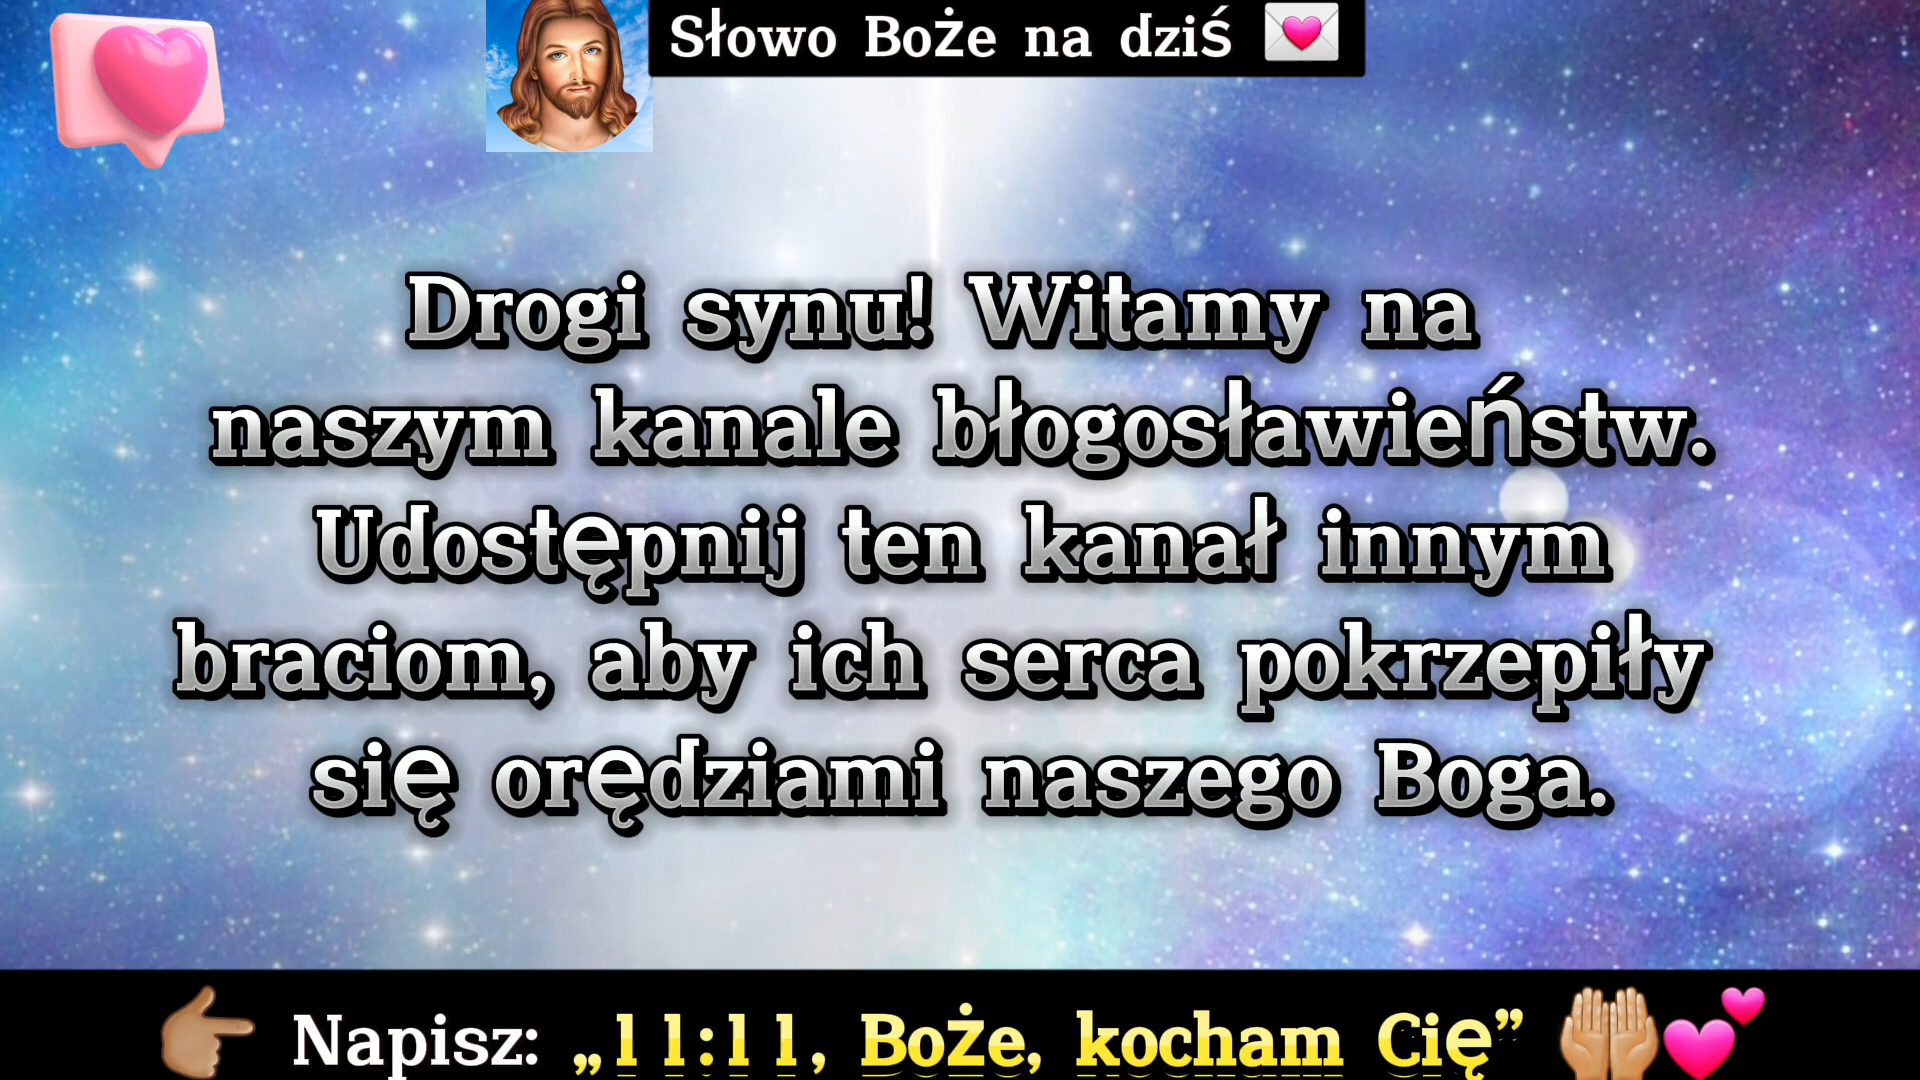 Słowo Boże na dziś
Drogi synu! Witamy na
naszym kanale błogosławieństw.
Udostępnij ten kanał innym
braciom, aby ich serca pokrzepiły
się orędziami naszego Boga.
Napisz: „11:11, Boże, kocham Cię”